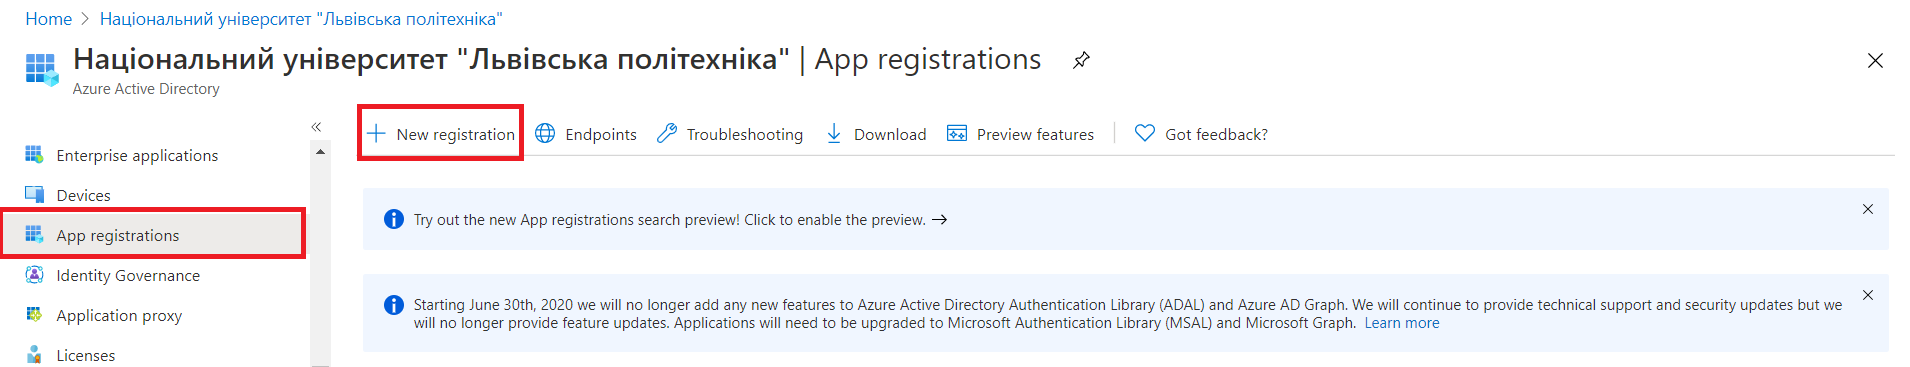 Home > Національний університет "Львівська політехніка"
Національний університет "Львівська політехніка" | App registrations
Azure Active Directory
«
New registration
Endpoints
Troubleshooting
Download
Preview features
Got feedback?
Enterprise applications
Devices
App registrations
Identity Governance
Application proxy
Licenses
Try out the new App registrations search preview! Click to enable the preview. →
Starting June 30th, 2020 we will no longer add any new features to Azure Active Directory Authentication Library (ADAL) and Azure AD Graph. We will continue to provide technical support and security updates but we
will no longer provide feature updates. Applications will need to be upgraded to Microsoft Authentication Library (MSAL) and Microsoft Graph. Learn more